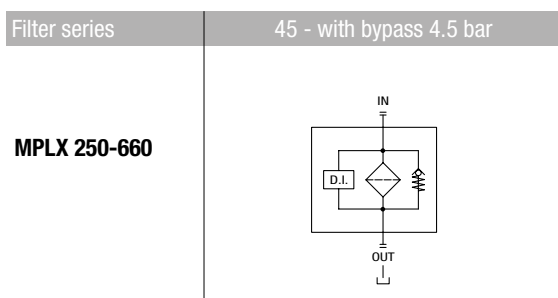 Filter series
45 - with bypass 4.5 bar
MPLX 250-660
IN
D.I.
OUT